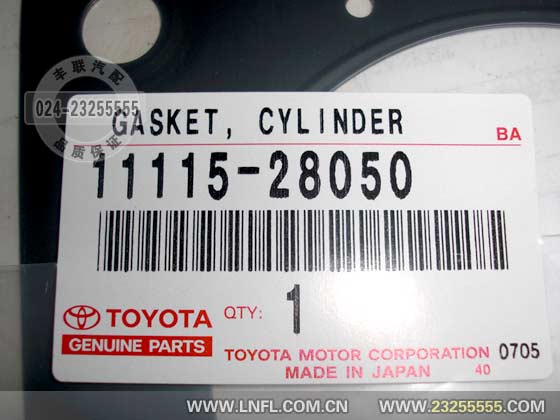 丰联汽配
024-23255555
品质保证
GASKET, CYLINDER
BA
11115-28050
TOYOTA
GENUINE PARTS
QTY: 1
TOYOTA MOTOR CORPORATION 0705
MADE IN JAPAN 40
WWW.LNFL.COM.CN WWW.23255555.COM